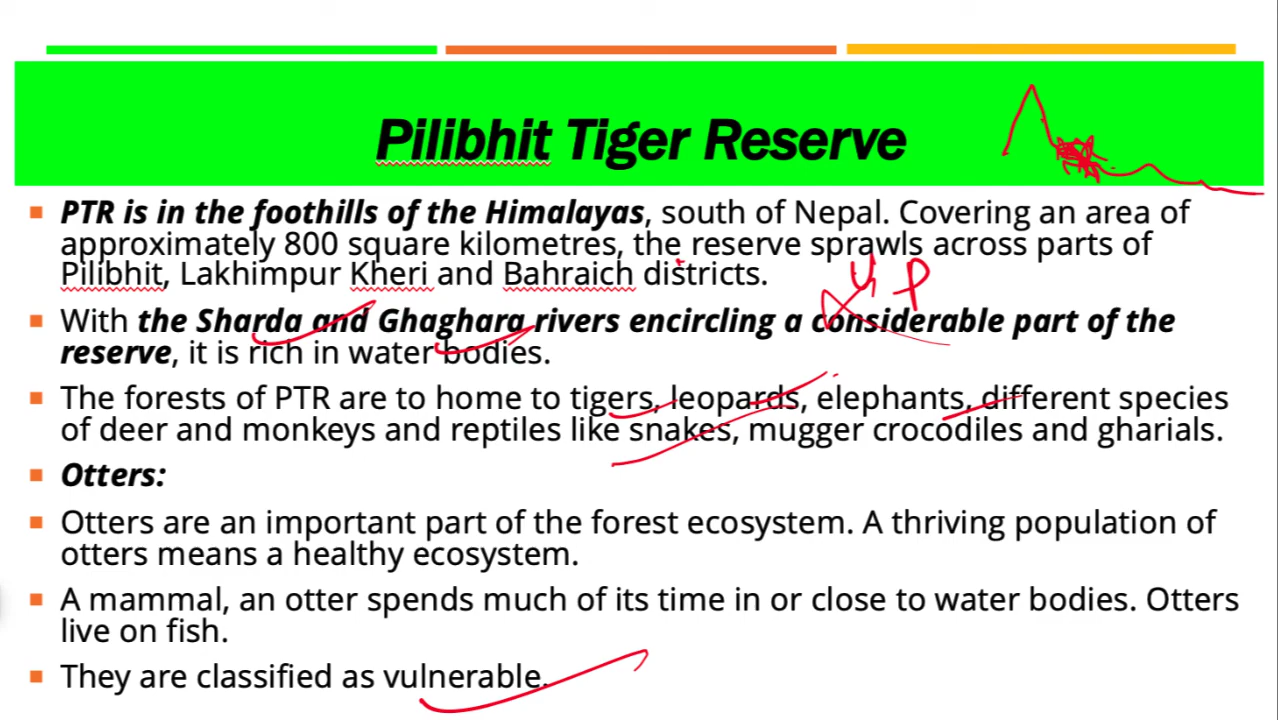 Pilibhit Tiger Reserve
PTR is in the foothills of the Himalayas, south of Nepal. Covering an area of
approximately 800 square kilometres, the reserve sprawls across parts of
Pilibhit, Lakhimpur Kheri and Bahraich districts.
UP
With the Sharda and Ghaghara rivers encircling a considerable part of the
reserve, it is rich in water bodies.
The forests of PTR are to home to tigers, leopards, elephants, different species
of deer and monkeys and reptiles like snakes, mugger crocodiles and gharials.
Otters:
Otters are an important part of the forest ecosystem. A thriving population of
otters means a healthy ecosystem.
A mammal, an otter spends much of its time in or close to water bodies. Otters
live on fish.
They are classified as vulnerable.